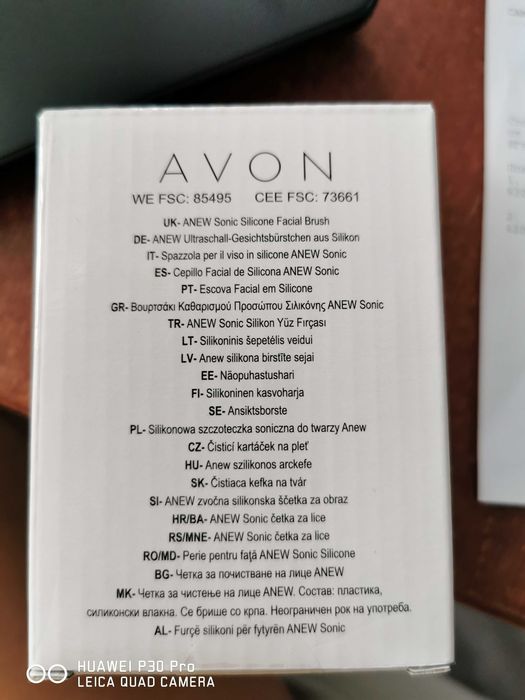 AVON
WE FSC: 85495 CEE FSC: 73661
UK- ANEW Sonic Silicone Facial Brush
DE- ANEW Ultraschall-Gesichtsbürstchen aus Silikon
IT- Spazzola per il viso in silicone ANEW Sonic
ES- Cepillo Facial de Silicona ANEW Sonic
PT- Escova Facial em Silicone
GR- Βουρτσάκι Καθαρισμού Προσώπου Σιλικόνης ANEW Sonic
TR- ANEW Sonic Silikon Yüz Fırçası
LT- Silikoninis šepetėlis veidui
LV- Anew silikona birstīte sejai
EE- Näopuhastushari
FI- Silikoninen kasvoharja
SE- Ansiktsborste
PL- Silikonowa szczoteczka soniczna do twarzy Anew
CZ- Čisticí kartáček na pleť
HU- Anew szilikonos arckefe
SK- Čistiaca kefka na tvár
SI- ANEW zvočna silikonska ščetka za obraz
HR/BA- ANEW Sonic četka za lice
RS/MNE- ANEW Sonic četka za lice
RO/MD- Perie pentru față ANEW Sonic Silicone
BG- Четка за почистване на лице ANEW
MK- Четка за чистење на лице ANEW. Состав: пластика,
силиконски влакна. Се брише со крпа. Неограничен рок на употреба.
AL- Furçë silikoni për fytyrën ANEW Sonic
HUAWEI P30 Pro
LEICA QUAD CAMERA